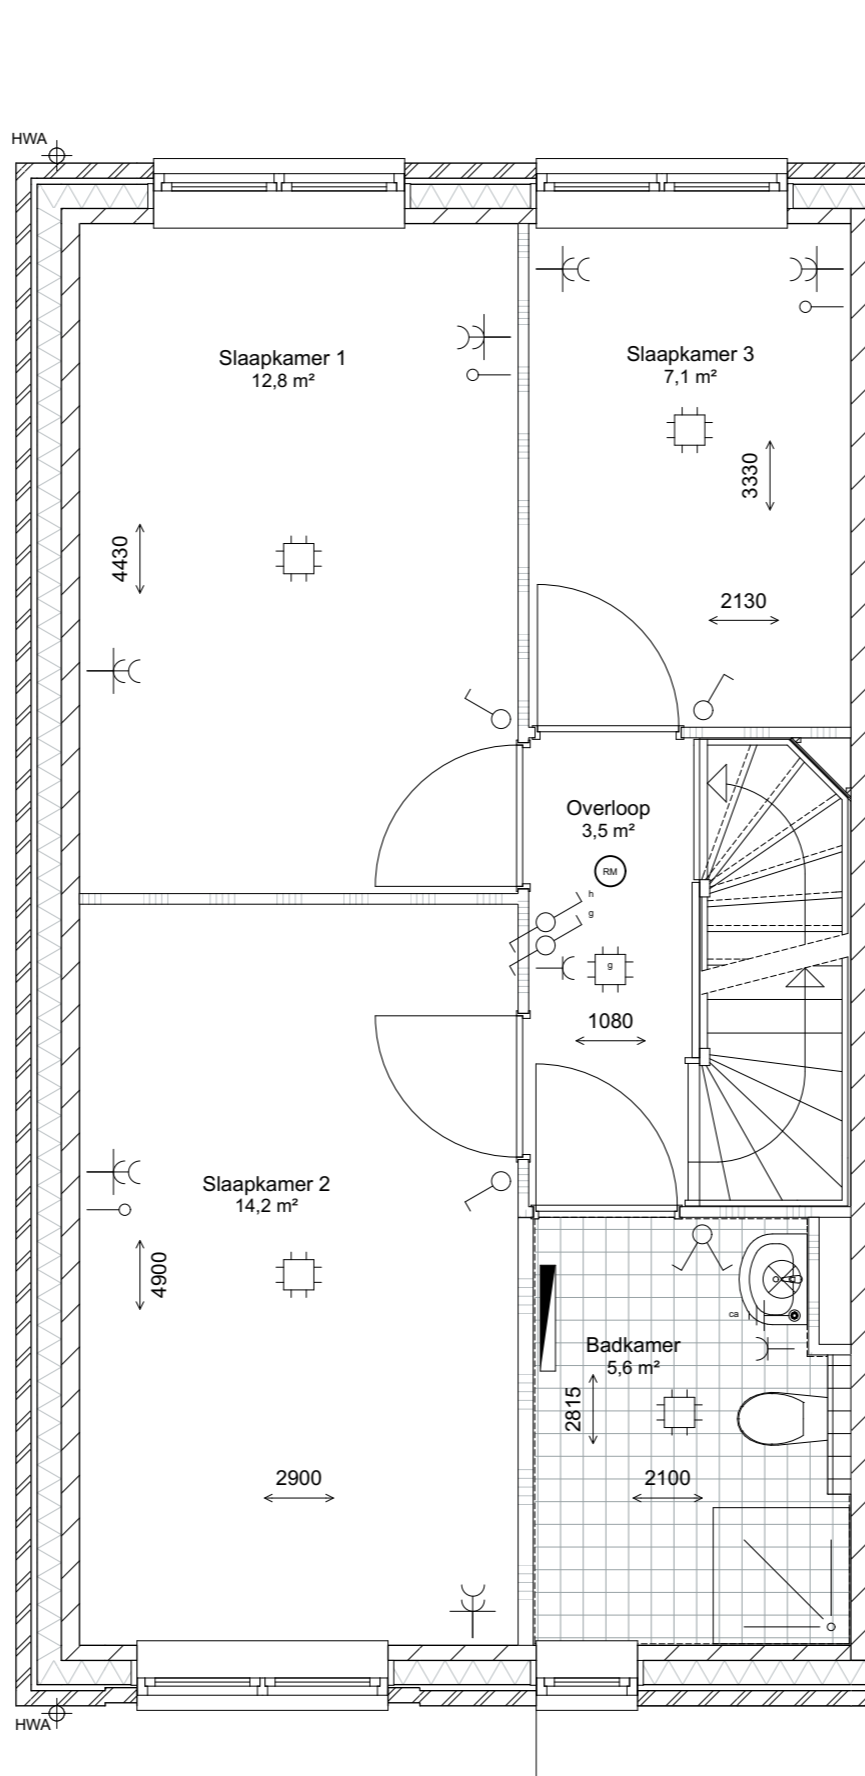 HWA
Slaapkamer 1
12,8 m²
Slaapkamer 3
7,1 m²
3330
4430
2130
Overloop
3,5 m²
RM
h
g
g
1080
Slaapkamer 2
14,2 m²
4900
ca
Badkamer
5,6 m²
2815
2900
2100
HWA